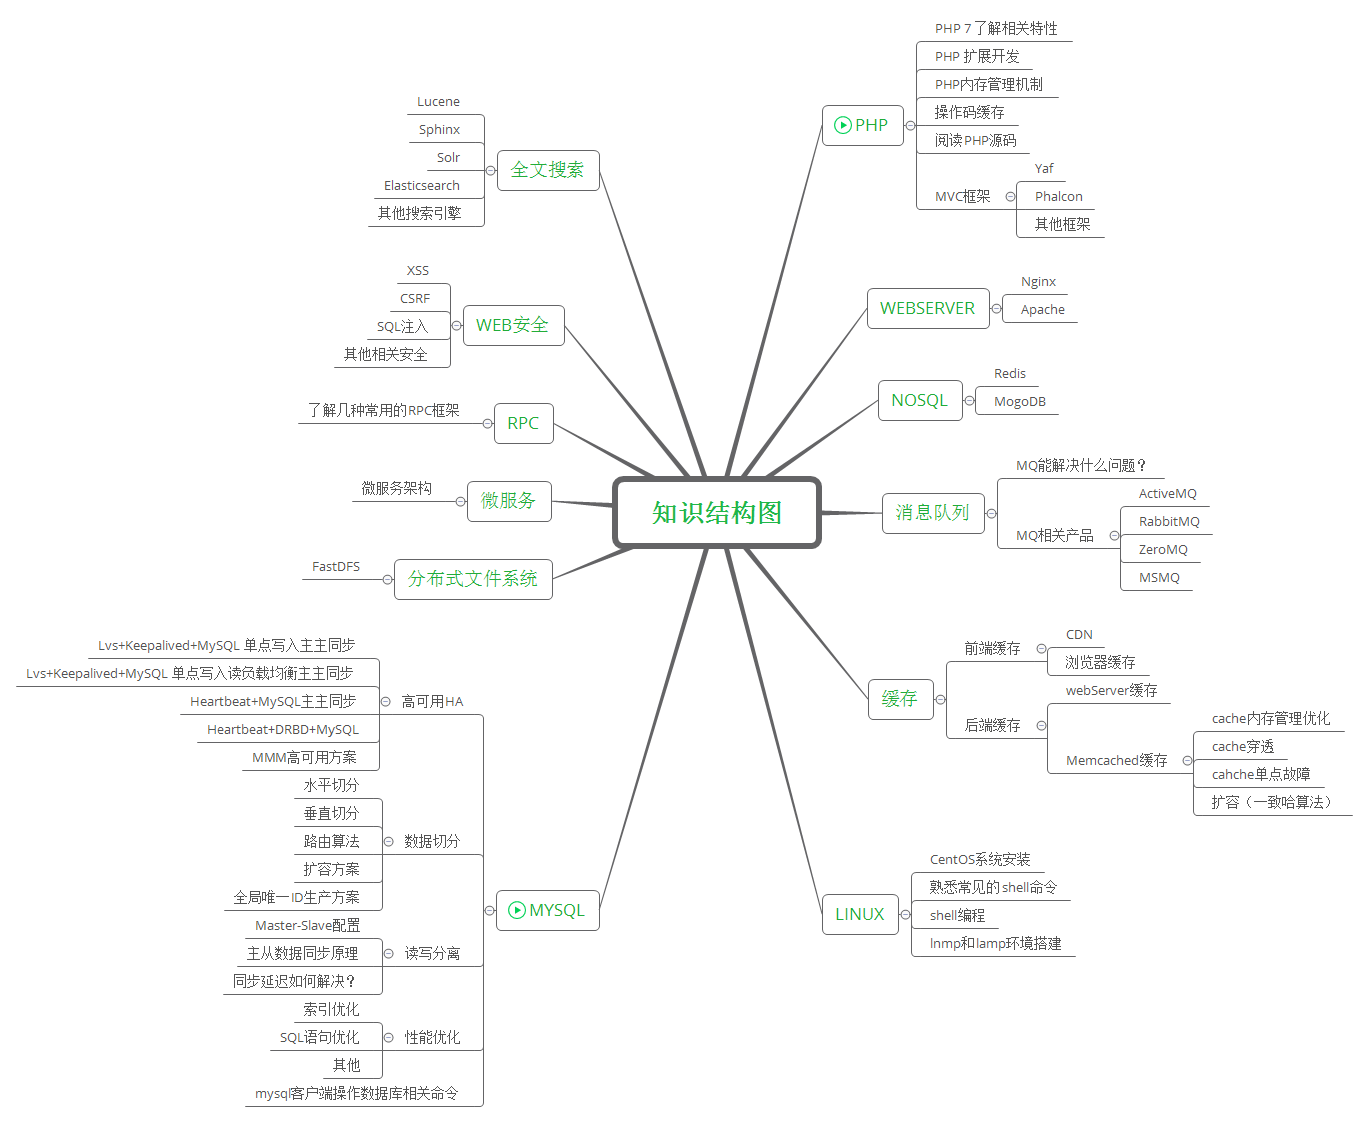 知识结构图
PHP
PHP 7 了解相关特性
PHP 扩展开发
PHP内存管理机制
操作码缓存
阅读PHP源码
MVC框架
Yaf
Phalcon
其他框架
WEBSERVER
Nginx
Apache
NOSQL
Redis
MogoDB
消息队列
MQ能解决什么问题？
MQ相关产品
ActiveMQ
RabbitMQ
ZeroMQ
MSMQ
缓存
前端缓存
CDN
浏览器缓存
后端缓存
webServer缓存
Memcached缓存
cache内存管理优化
cache穿透
cahche单点故障
扩容（一致哈算法）
LINUX
CentOS系统安装
熟悉常见的shell命令
shell编程
lnmp和lamp环境搭建
全文搜索
Lucene
Sphinx
Solr
Elasticsearch
其他搜索引擎
WEB安全
XSS
CSRF
SQL注入
其他相关安全
RPC
了解几种常用的RPC框架
微服务
微服务架构
分布式文件系统
FastDFS
MYSQL
高可用HA
Lvs+Keepalived+MySQL 单点写入主主同步
Lvs+Keepalived+MySQL 单点写入读负载均衡主主同步
Heartbeat+MySQL主主同步
Heartbeat+DRBD+MySQL
MMM高可用方案
数据切分
水平切分
垂直切分
路由算法
扩容方案
全局唯一ID生产方案
读写分离
Master-Slave配置
主从数据同步原理
同步延迟如何解决？
性能优化
索引优化
SQL语句优化
其他
mysql客户端操作数据库相关命令